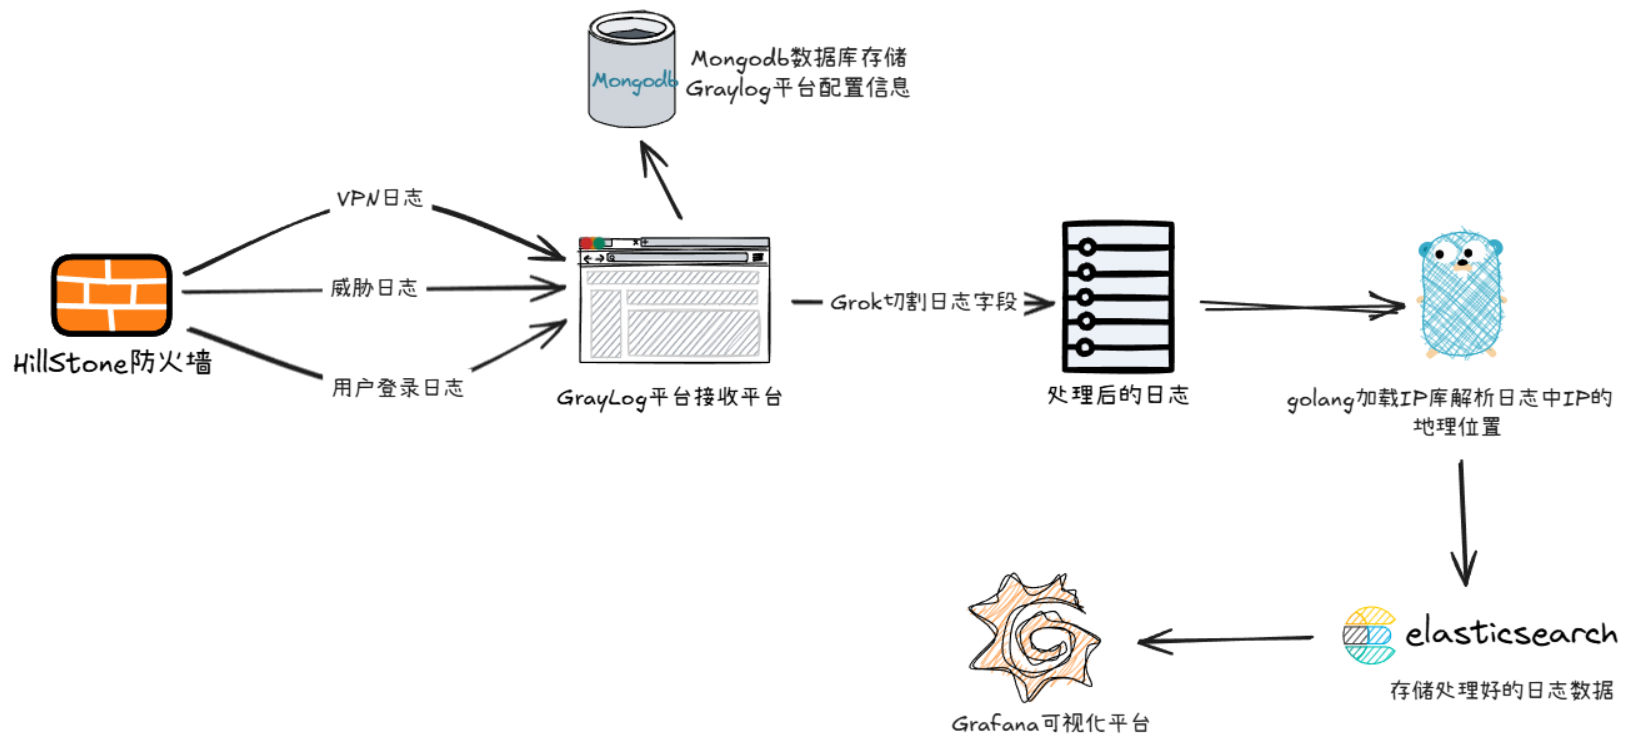 Mongodb
Mongodb数据库存储
Graylog平台配置信息
VPN日志
威胁日志
用户登录日志
HillStone防火墙
GrayLog平台接收平台
Grok切割日志字段
处理后的日志
golang加载IP库解析日志中IP的
地理位置
elasticsearch
存储处理好的日志数据
Grafana可视化平台